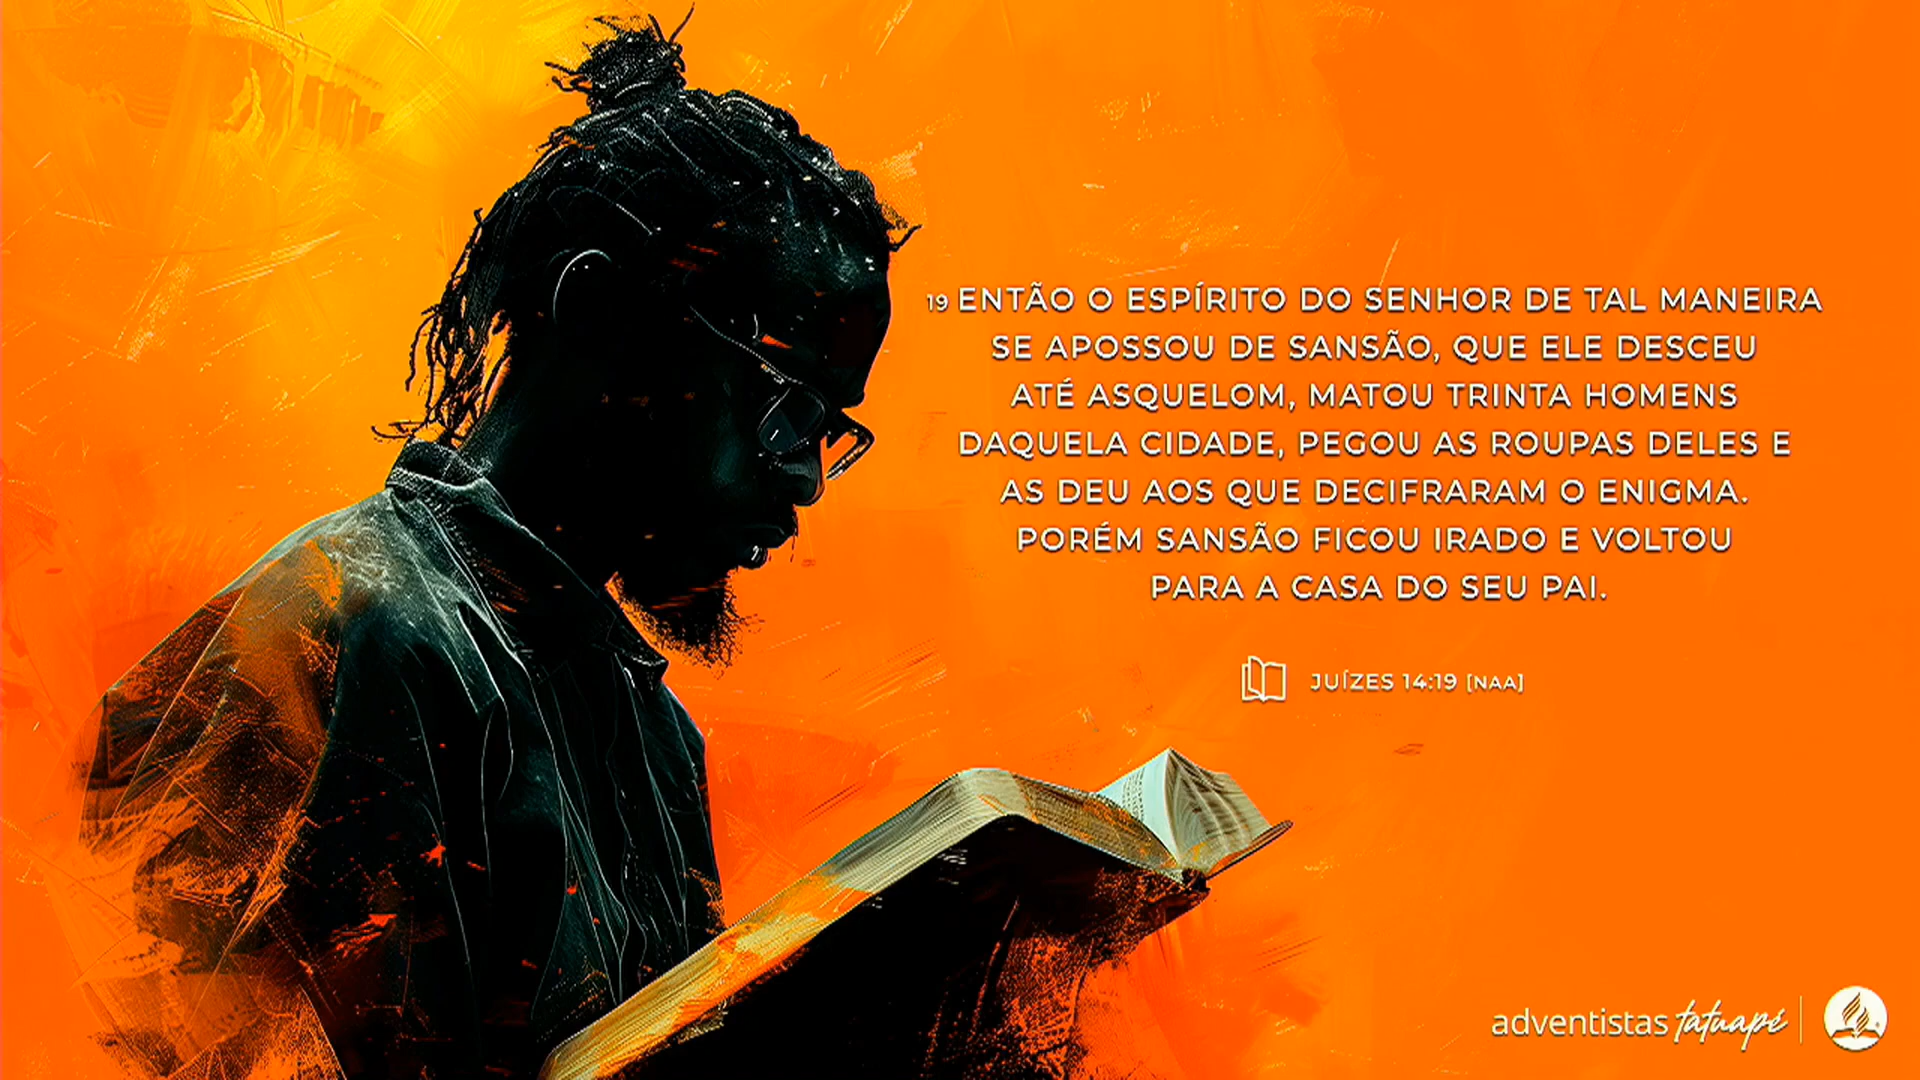 19 ENTÃO O ESPÍRITO DO SENHOR DE TAL MANEIRA
SE APOSSOU DE SANSÃO, QUE ELE DESCEU
ATÉ ASQUELOM, MATOU TRINTA HOMENS
DAQUELA CIDADE, PEGOU AS ROUPAS DELES E
AS DEU AOS QUE DECIFRARAM O ENIGMA.
PORÉM SANSÃO FICOU IRADO E VOLTOU
PARA A CASA DO SEU PAI.
JUÍZES 14:19 [NAA]
adventistas tatuapé